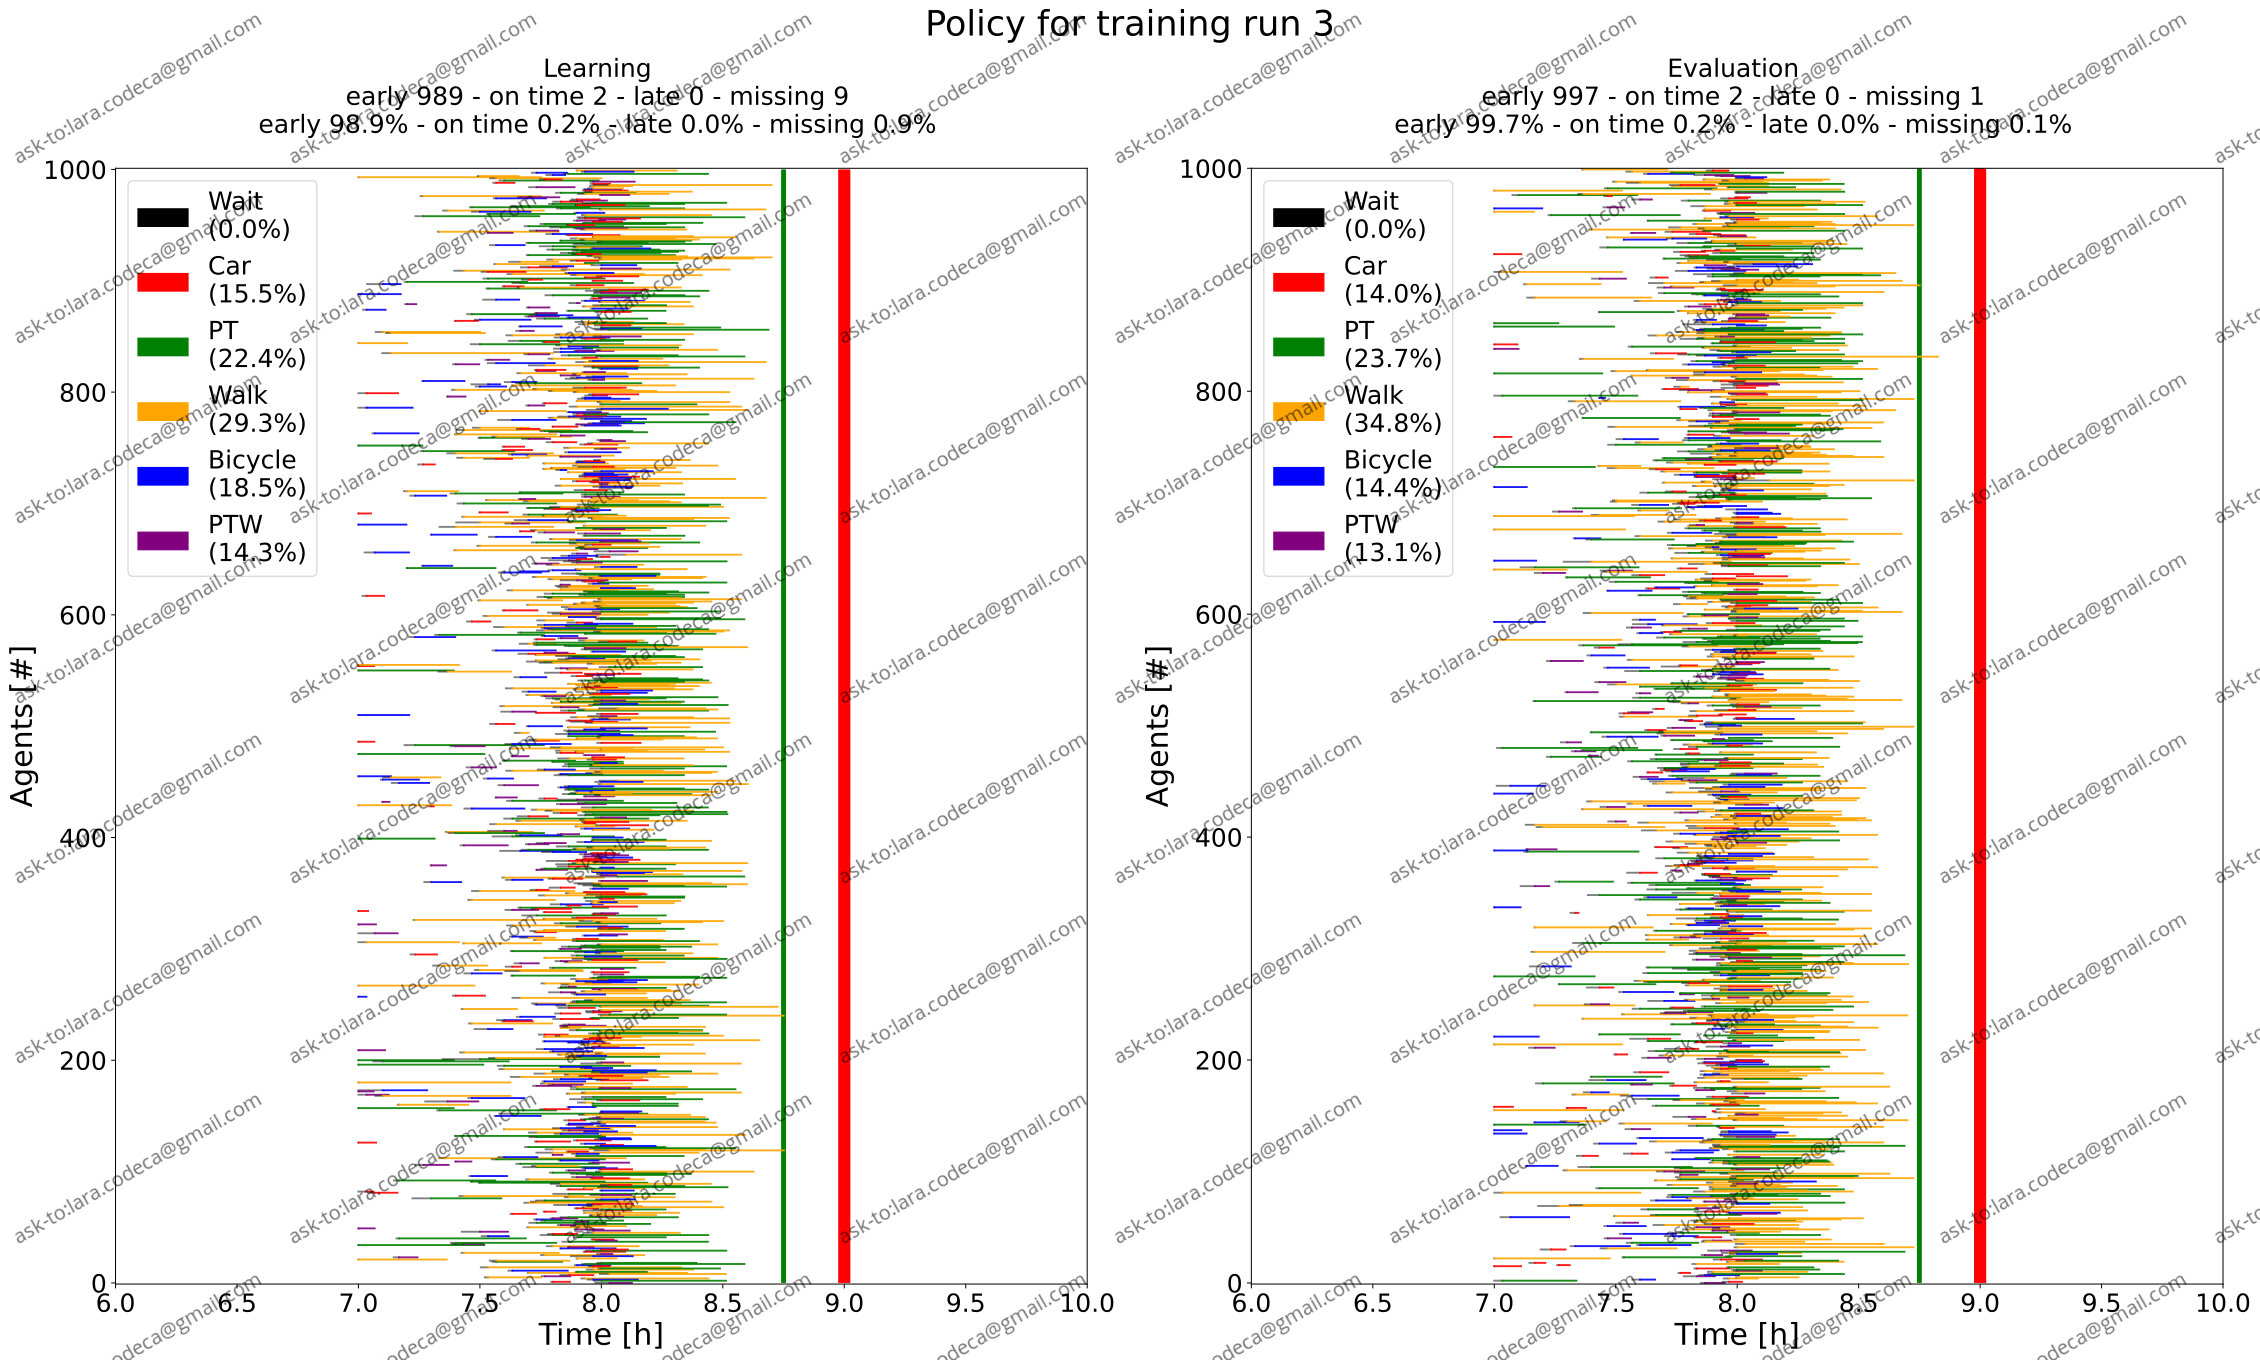 Policy for training run 3
Learning
early 989 - on time 2 - late 0 - missing 9
early 98.9% - on time 0.2% - late 0.0% - missing 0.9%
1000
800
600
400
200
0
Agents [#]
Wait
(0.0%)
Car
(15.5%)
PT
(22.4%)
Walk
(29.3%)
Bicycle
(18.5%)
PTW
(14.3%)
6.0 6.5 7.0 7.5 8.0 8.5 9.0 9.5 10.0
Time [h]
Evaluation
early 997 - on time 2 - late 0 - missing 1
early 99.7% - on time 0.2% - late 0.0% - missing 0.1%
1000
800
600
400
200
0
Agents [#]
Wait
(0.0%)
Car
(14.0%)
PT
(23.7%)
Walk
(34.8%)
Bicycle
(14.4%)
PTW
(13.1%)
6.0 6.5 7.0 7.5 8.0 8.5 9.0 9.5 10.0
Time [h]
ask-to:lara.codeca@gmail.com